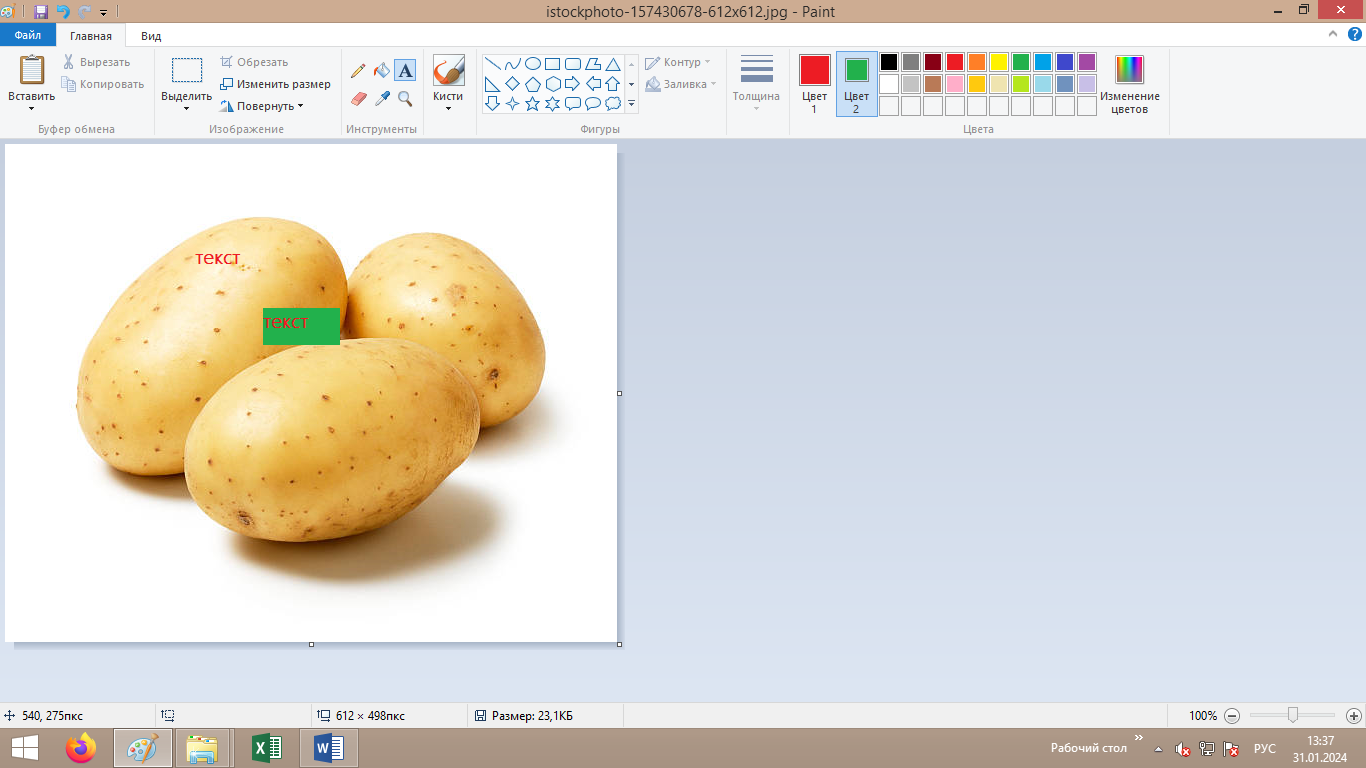 istockphoto-157430678-612x612.jpg - Paint
Файл Главная Вид
Вставить
Вырезать
Копировать
Буфер обмена
Выделить
Обрезать
Изменить размер
Повернуть
Изображение
A
Инструменты
Кисти
Фигуры
Контур
Заливка
Толщина
Цвет
1
Цвет
2
Цвета
Изменение
цветов
текст
текст
540, 275пкс
612 × 498пкс
Размер: 23,1КБ
100%
Рабочий стол
РУС
13:37
31.01.2024